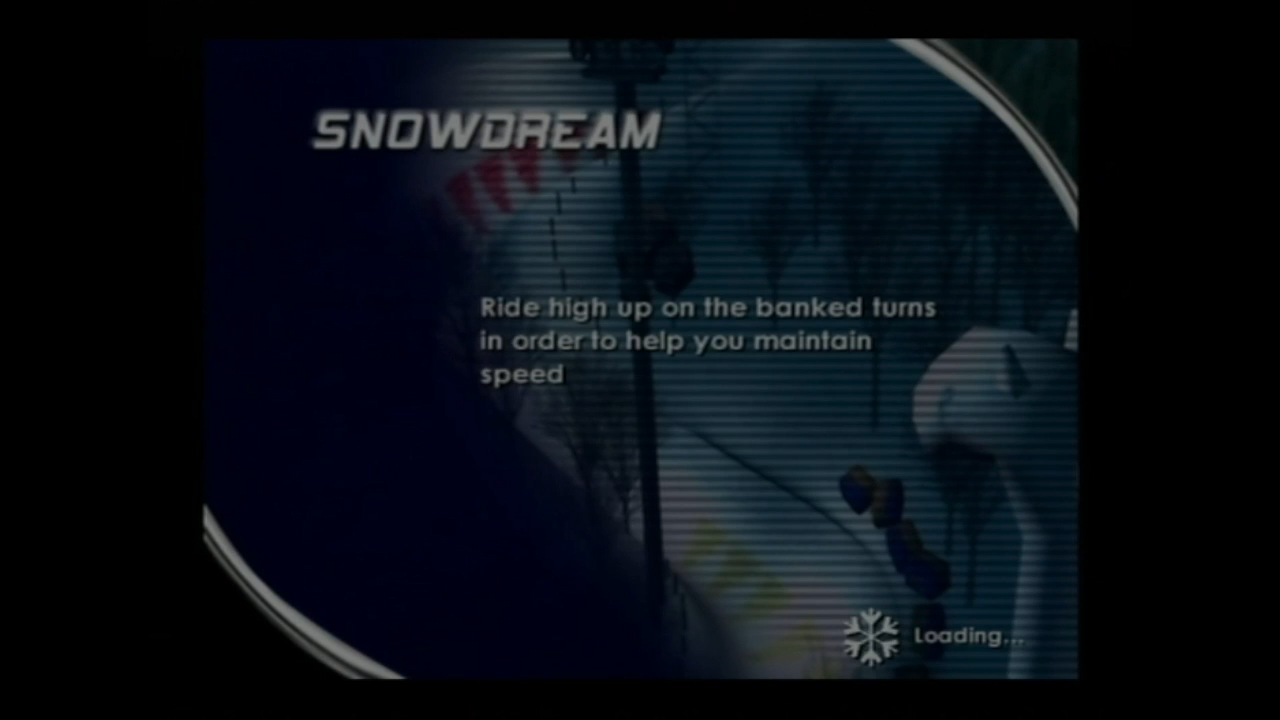 SNOWDREAM
Ride high up on the banked turns
in order to help you maintain
speed
Loading...